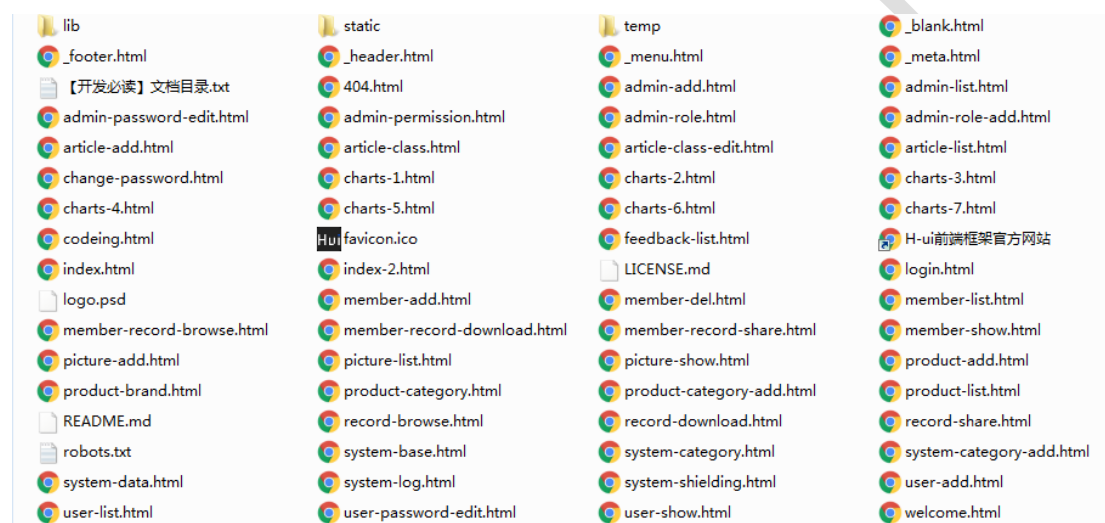 lib static temp _blank.html
_footer.html _header.html _menu.html _meta.html
【开发必读】文档目录.txt 404.html admin-add.html admin-list.html
admin-password-edit.html admin-permission.html admin-role.html admin-role-add.html
article-add.html article-class.html article-class-edit.html article-list.html
change-password.html charts-1.html charts-2.html charts-3.html
charts-4.html charts-5.html charts-6.html charts-7.html
codeing.html Hui favicon.ico feedback-list.html H-ui前端框架官方网站
index.html index-2.html LICENSE.md login.html
logo.psd member-add.html member-del.html member-list.html
member-record-browse.html member-record-download.html member-record-share.html member-show.html
picture-add.html picture-list.html picture-show.html product-add.html
product-brand.html product-category.html product-category-add.html product-list.html
README.md record-browse.html record-download.html record-share.html
robots.txt system-base.html system-category.html system-category-add.html
system-data.html system-log.html system-shielding.html user-add.html
user-list.html user-password-edit.html user-show.html welcome.html